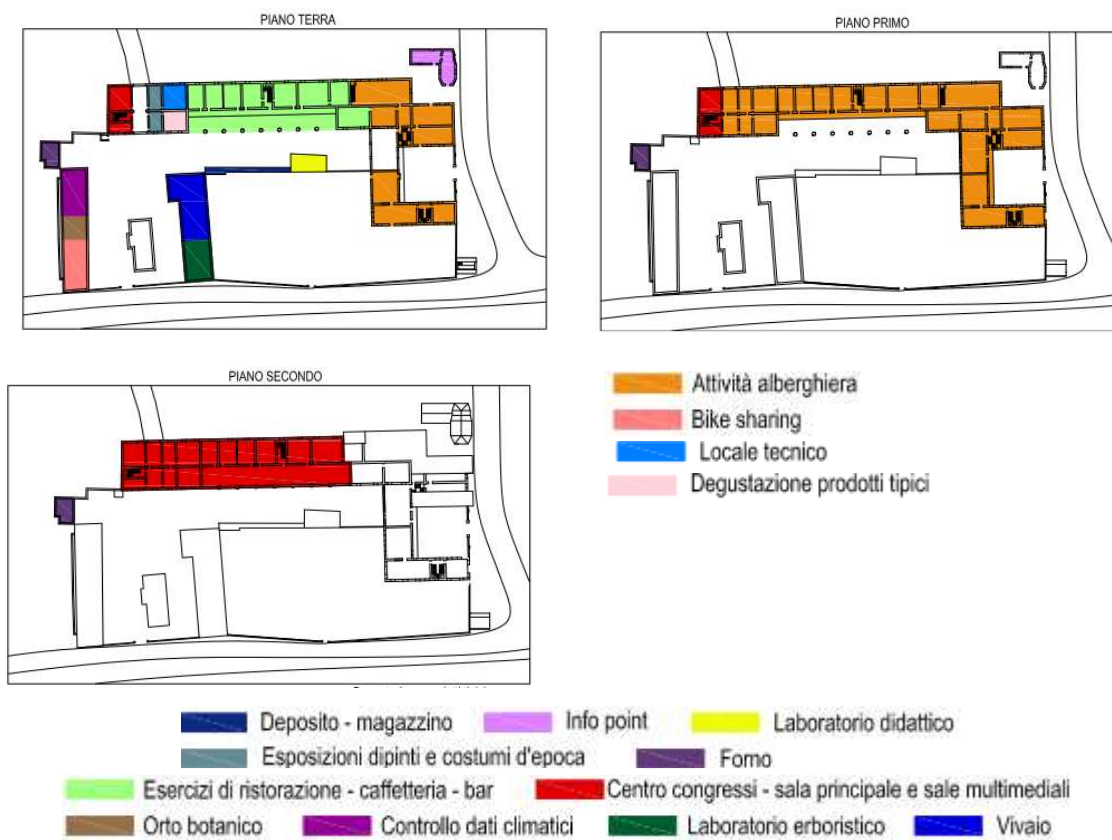 PIANO TERRA
PIANO PRIMO
PIANO SECONDO
Attività alberghiera
Bike sharing
Locale tecnico
Degustazione prodotti tipici
Deposito - magazzino
Info point
Laboratorio didattico
Esposizioni dipinti e costumi d'epoca
Forno
Esercizi di ristorazione - caffetteria - bar
Centro congressi - sala principale e sale multimediali
Orto botanico
Controllo dati climatici
Laboratorio erboristico
Vivaio